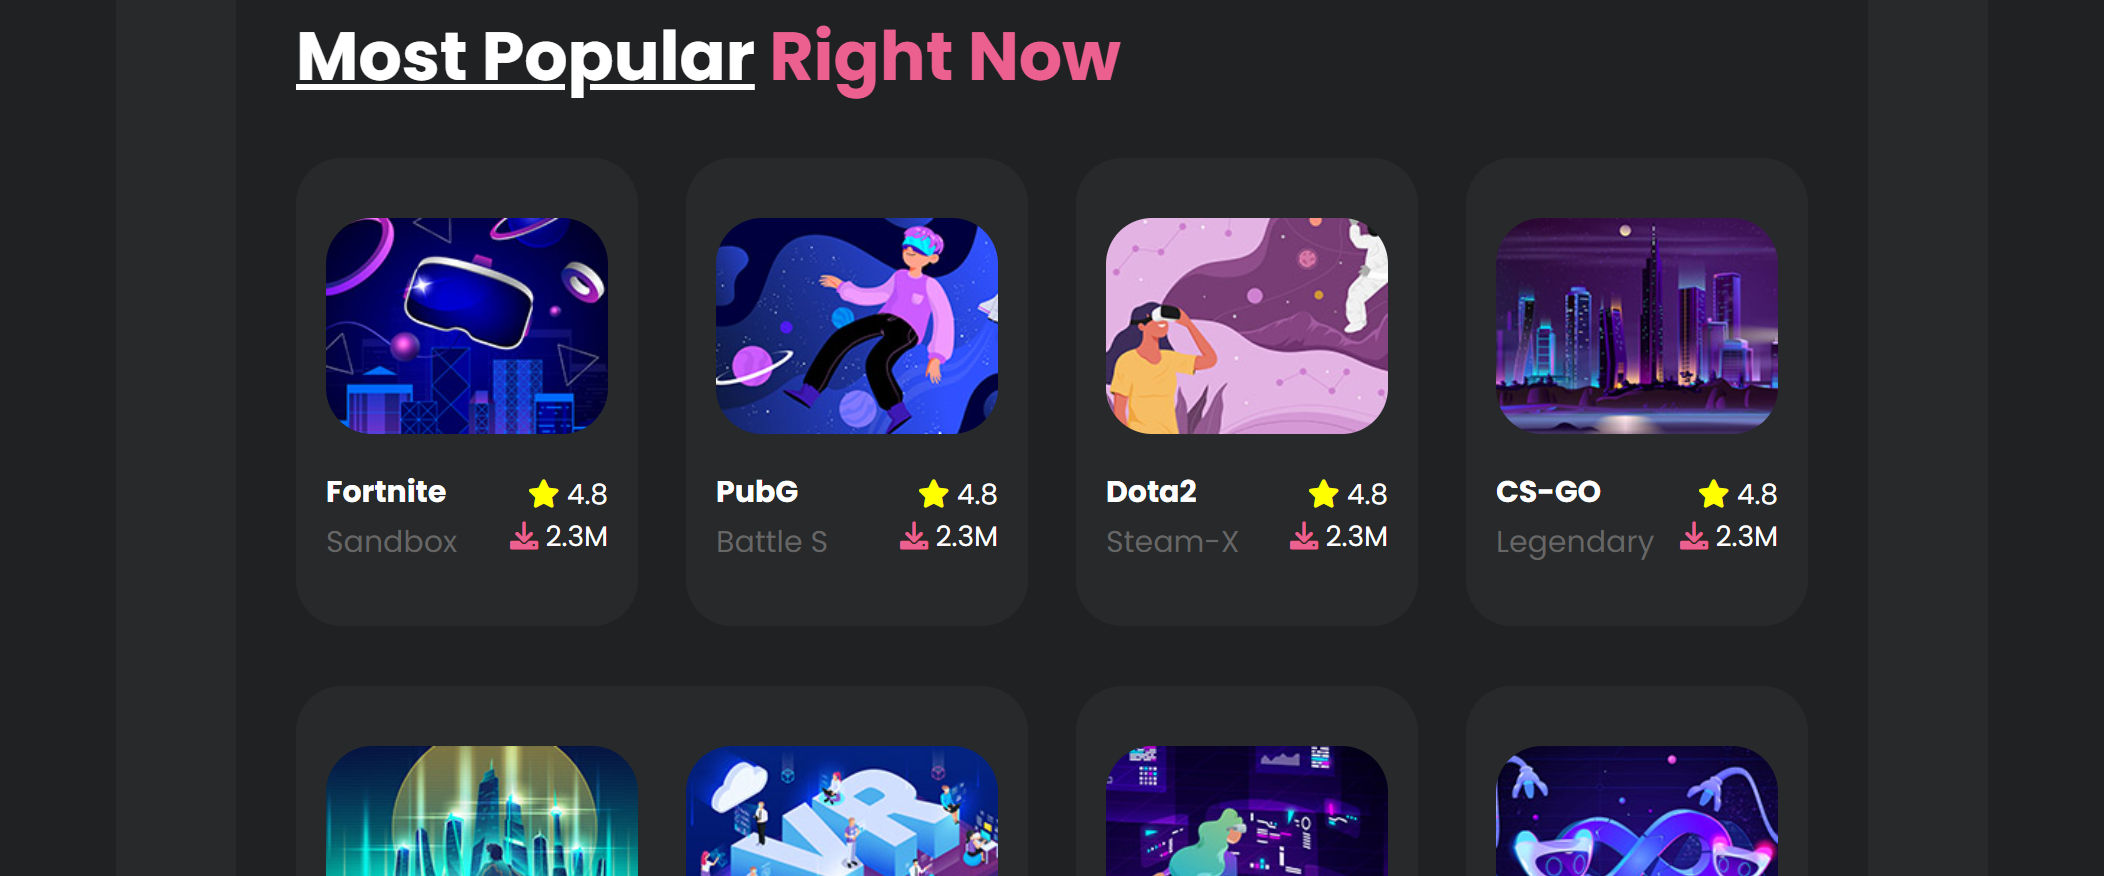 Most Popular Right Now
Fortnite 4.8
Sandbox 2.3M
PubG 4.8
Battle S 2.3M
Dota2 4.8
Steam-X 2.3M
CS-GO 4.8
Legendary 2.3M
VR